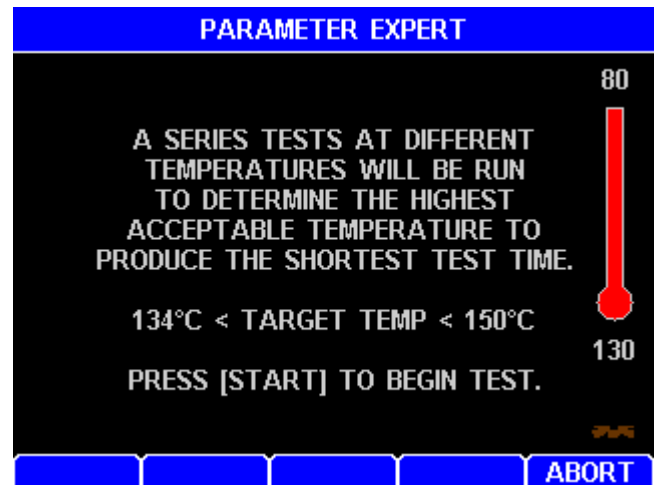 PARAMETER EXPERT
80
A SERIES TESTS AT DIFFERENT
TEMPERATURES WILL BE RUN
TO DETERMINE THE HIGHEST
ACCEPTABLE TEMPERATURE TO
PRODUCE THE SHORTEST TEST TIME.
134°C < TARGET TEMP < 150°C
130
PRESS [START] TO BEGIN TEST.
ABORT